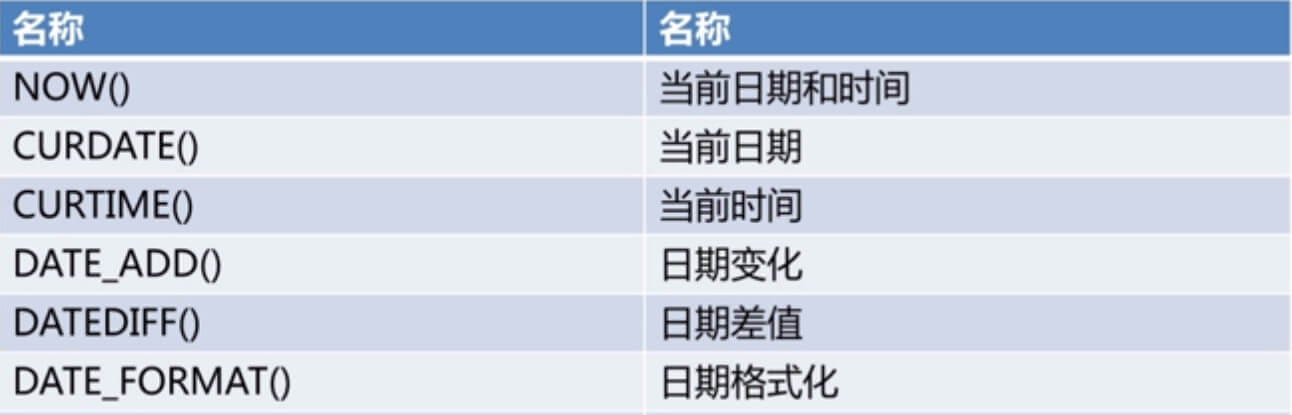 名称 名称
NOW() 当前日期和时间
CURDATE() 当前日期
CURTIME() 当前时间
DATE_ADD() 日期变化
DATEDIFF() 日期差值
DATE_FORMAT() 日期格式化